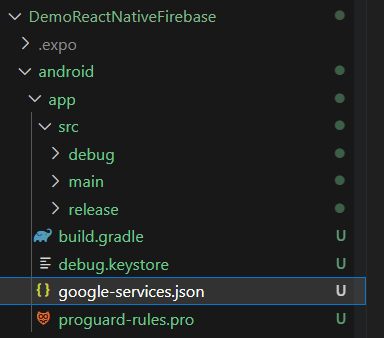 DemoReactNativeFirebase
.expo
android
app
src
debug
main
release
build.gradle U
debug.keystore U
google-services.json U
proguard-rules.pro U